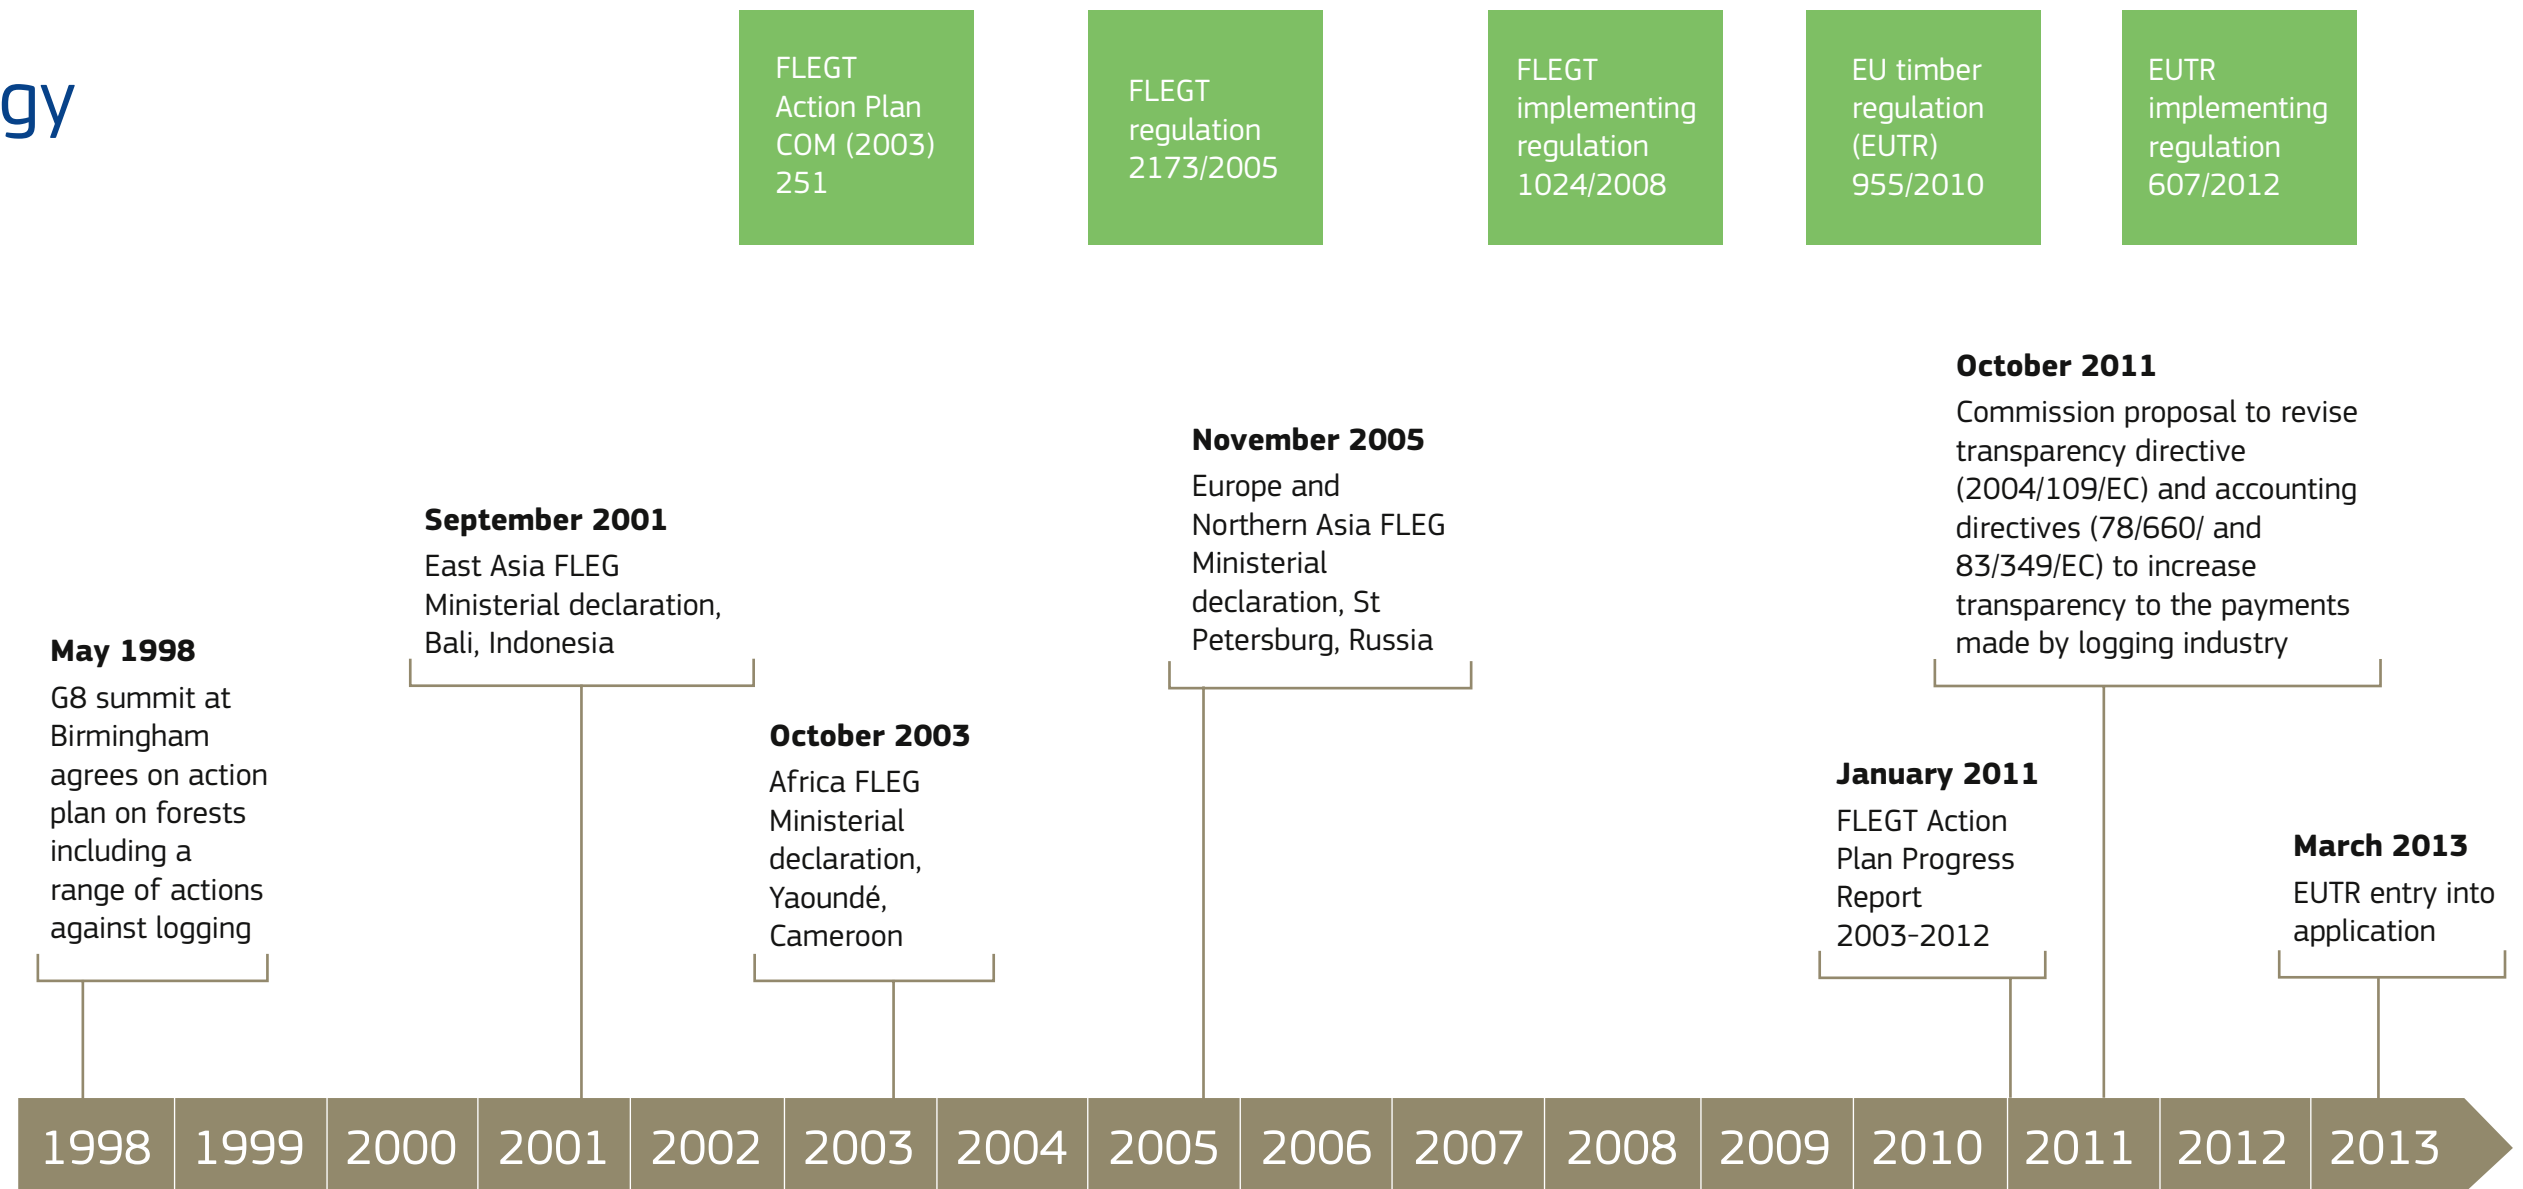 gy
FLEGT
Action Plan
COM (2003)
251
FLEGT
regulation
2173/2005
FLEGT
implementing
regulation
1024/2008
EU timber
regulation
(EUTR)
955/2010
EUTR
implementing
regulation
607/2012
May 1998
G8 summit at
Birmingham
agrees on action
plan on forests
including a
range of actions
against logging
September 2001
East Asia FLEG
Ministerial declaration,
Bali, Indonesia
October 2003
Africa FLEG
Ministerial
declaration,
Yaoundé,
Cameroon
November 2005
Europe and
Northern Asia FLEG
Ministerial
declaration, St
Petersburg, Russia
January 2011
FLEGT Action
Plan Progress
Report
2003-2012
October 2011
Commission proposal to revise
transparency directive
(2004/109/EC) and accounting
directives (78/660/ and
83/349/EC) to increase
transparency to the payments
made by logging industry
March 2013
EUTR entry into
application
1998 1999 2000 2001 2002 2003 2004 2005 2006 2007 2008 2009 2010 2011 2012 2013